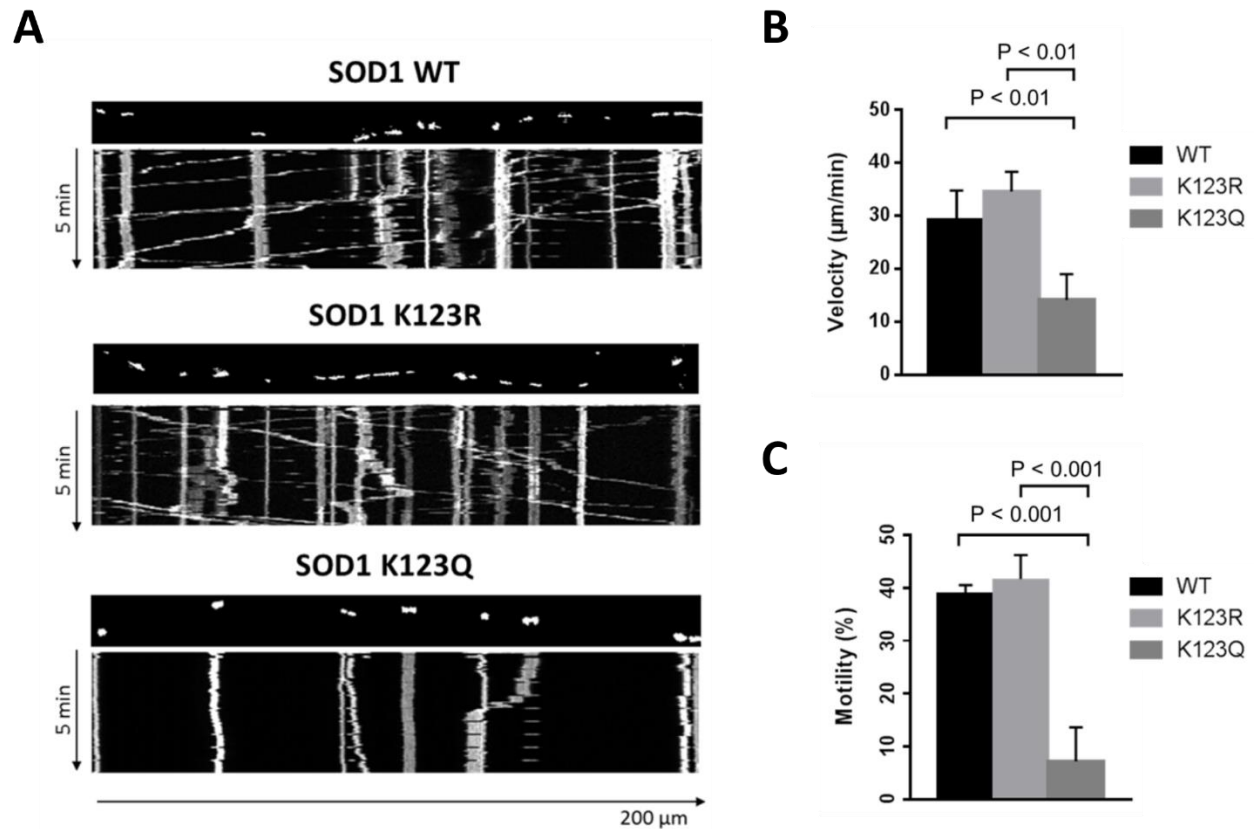 A
SOD1 WT
5 min
SOD1 K123R
5 min
SOD1 K123Q
5 min
200 µm
B
P < 0.01
P < 0.01
50
40
30
20
10
0
Velocity (µm/min)
WT
K123R
K123Q
C
P < 0.001
P < 0.001
50
40
30
20
10
0
Motility (%)
WT
K123R
K123Q